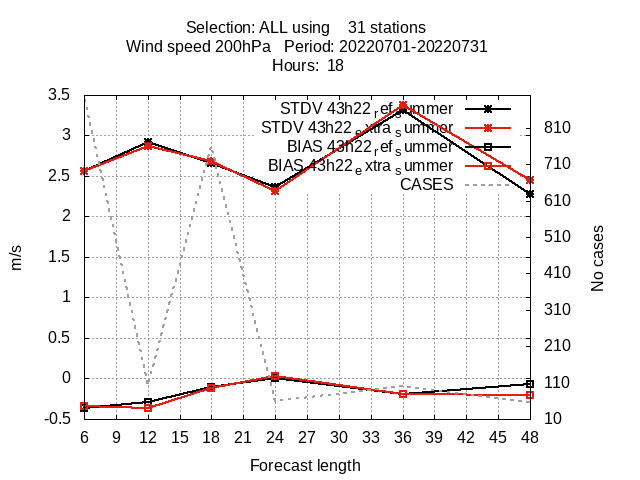 Selection: ALL using 31 stations
Wind speed 200hPa Period: 20220701-20220731
Hours: 18
STDV 43h22_ref_summer
STDV 43h22_extra_summer
BIAS 43h22_ref_summer
BIAS 43h22_extra_summer
CASES
3.5
3
2.5
2
1.5
1
0.5
0
-0.5
m/s
810
710
610
510
410
310
210
110
10
No cases
6 9 12 15 18 21 24 27 30 33 36 39 42 45 48
Forecast length